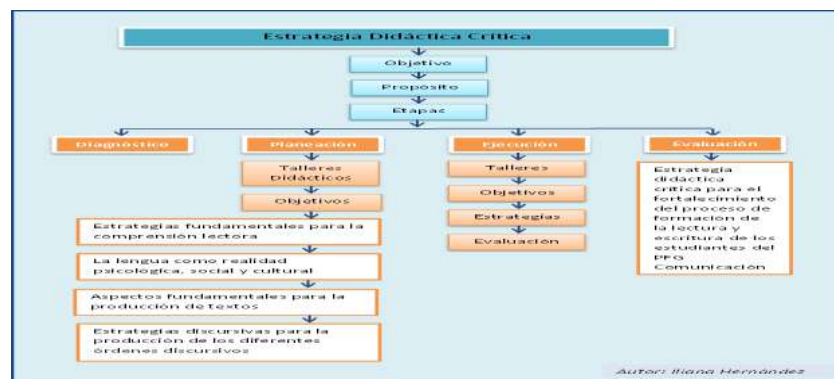 Estrategia Didáctica Crítica
Objetivo
Propósito
Etapac
Diagnóstico
Planeación
Ejecución
Evaluación
Talleres
Didácticos
Objetivos
Estrategias fundamentales para la
comprensión lectora
La lengua como realidad
psicológica, social y cultural
Aspectos fundamentales para la
producción de textos
Estrategias discursivas para la
producción de los diferentes
órdenes discursivos
Talleres
Objetivos
Estrategias
Evaluación
Estrategia
didáctica
crítica para el
fortalecimiento
del proceso de
formación de
la lectura y
escritura de los
estudiantes del
PFG
Comunicación
Autor: Iliana Hernández